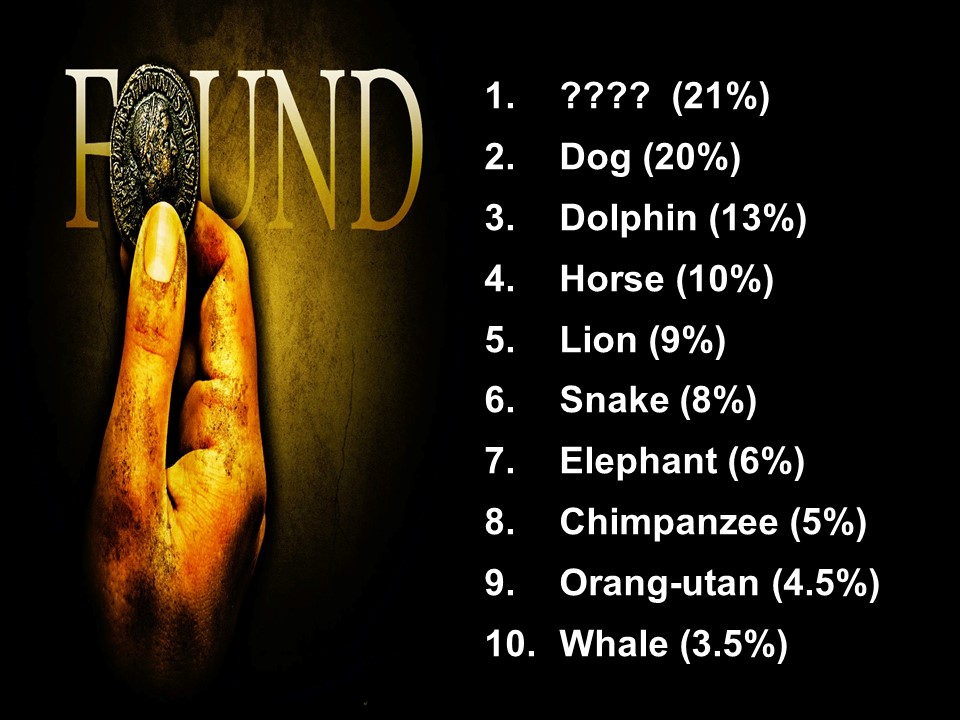 FOUND
1. ???? (21%)
2. Dog (20%)
3. Dolphin (13%)
4. Horse (10%)
5. Lion (9%)
6. Snake (8%)
7. Elephant (6%)
8. Chimpanzee (5%)
9. Orang-utan (4.5%)
10. Whale (3.5%)